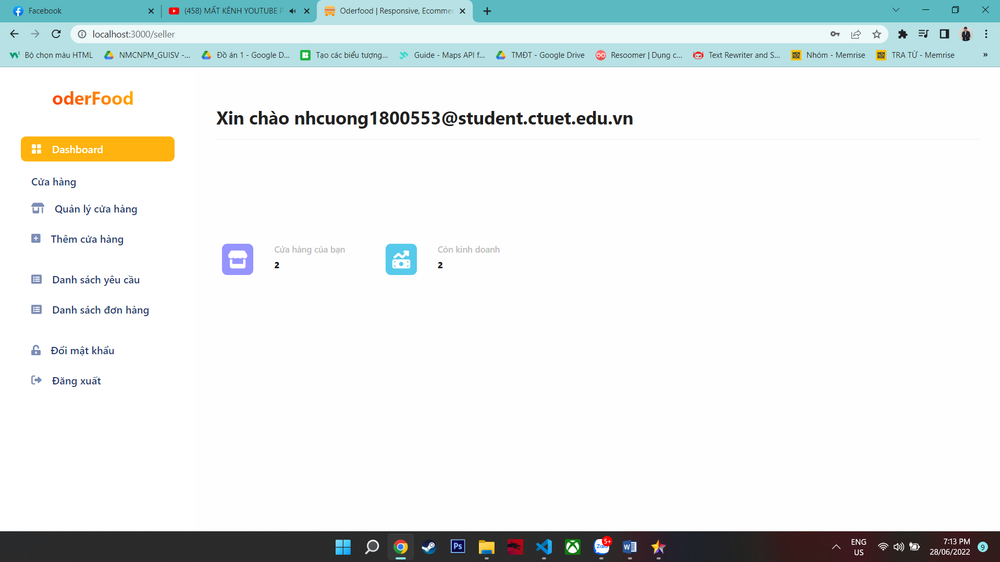 Facebook
(458) MẤT KÊNH YOUTUBE
Oderfood | Responsive, Ecommer
localhost:3000/seller
Bộ chọn màu HTML
NMCNPM_GUISV -...
Đồ án 1 - Google D...
Tạo các biểu tượng...
Guide - Maps API f...
TMĐT - Google Drive
Resoomer | Dụng c...
Text Rewriter and S...
Nhóm - Memrise
TRA TỪ - Memrise
»
oderFood
Xin chào nhcuong1800553@student.ctuet.edu.vn
Dashboard
Cửa hàng
Quản lý cửa hàng
Thêm cửa hàng
Danh sách yêu cầu
Danh sách đơn hàng
Đổi mật khẩu
Đăng xuất
Cửa hàng của bạn
2
Còn kinh doanh
2
Ps
Zalo
5+
W
ENG
US
7:13 PM
28/06/2022
9